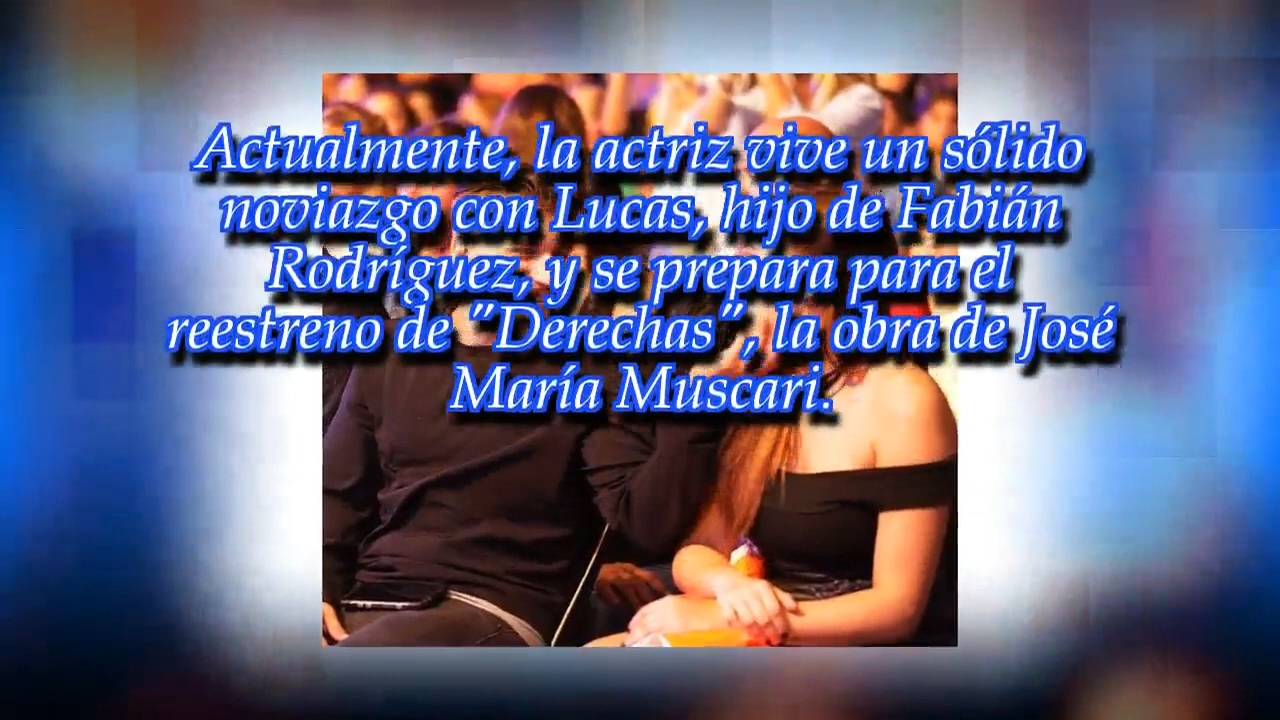 Actualmente, la actriz vive un sólido
noviazgo con Lucas, hijo de Fabián
Rodríguez, y se prepara para el
reestreno de "Derechas", la obra de José
María Muscari.